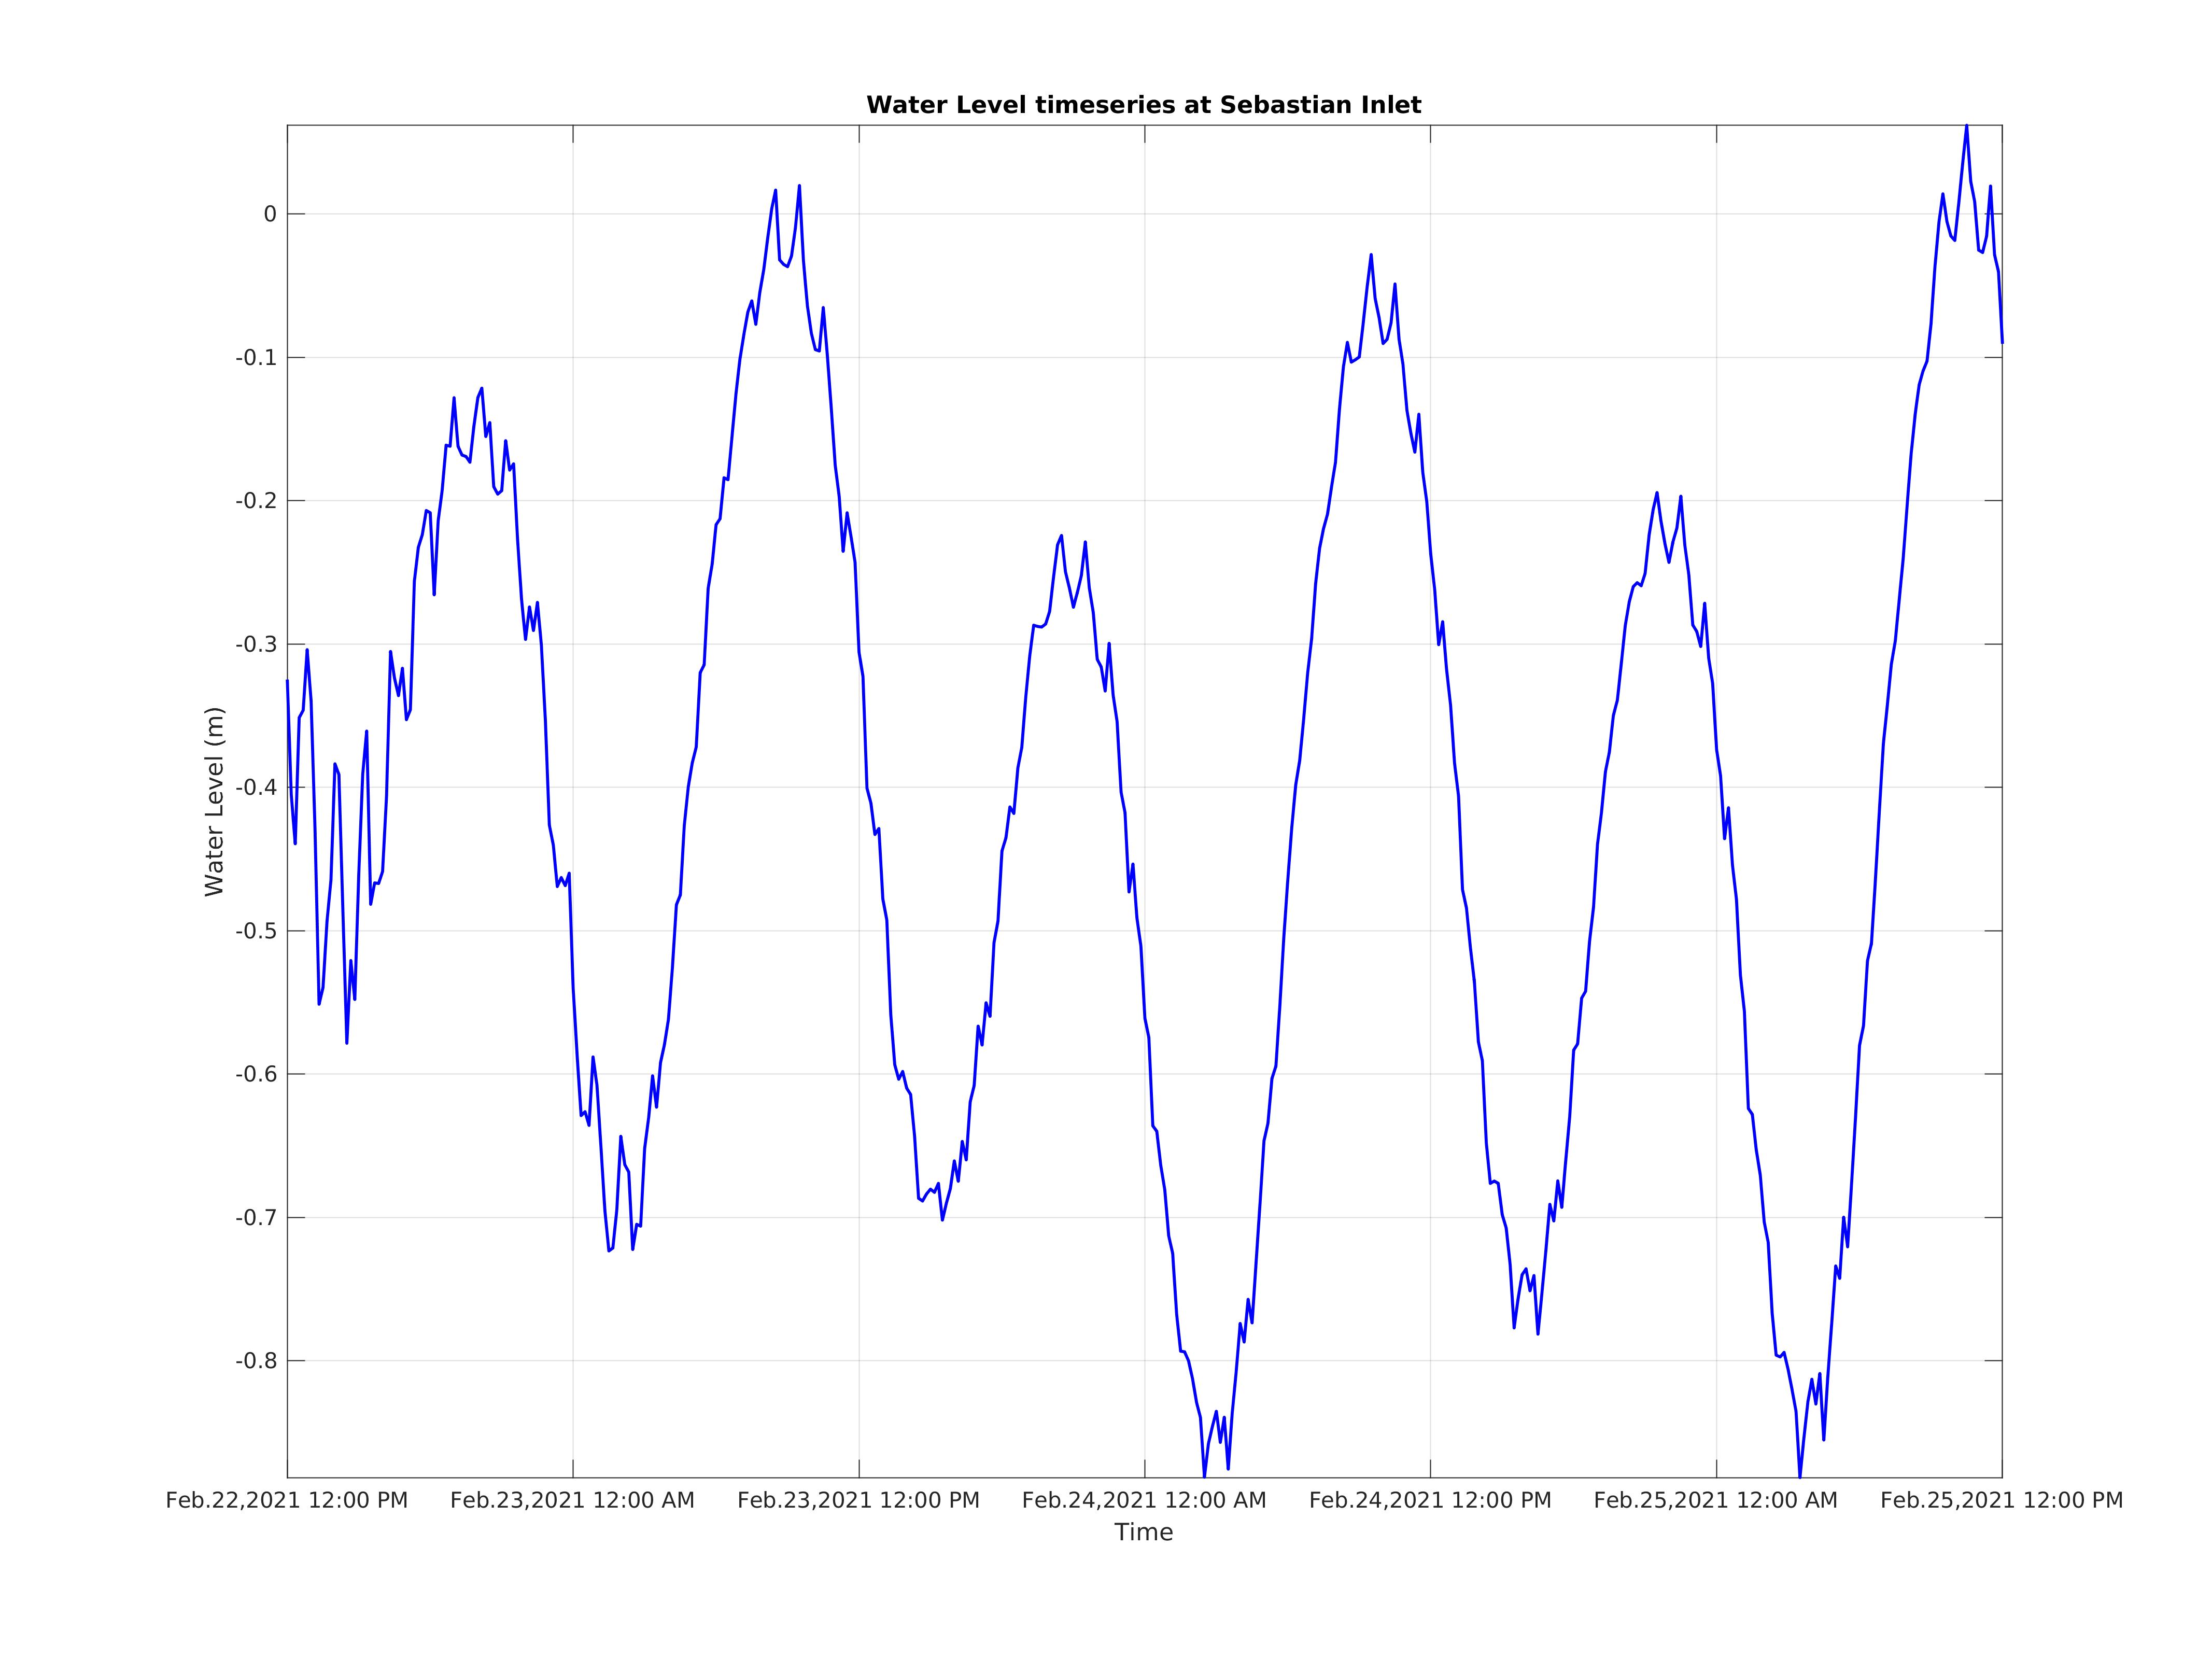 Water Level timeseries at Sebastian Inlet
0
-0.1
-0.2
-0.3
-0.4
-0.5
-0.6
-0.7
-0.8
Water Level (m)
Feb.22,2021 12:00 PM
Feb.23,2021 12:00 AM
Feb.23,2021 12:00 PM
Feb.24,2021 12:00 AM
Feb.24,2021 12:00 PM
Feb.25,2021 12:00 AM
Feb.25,2021 12:00 PM
Time